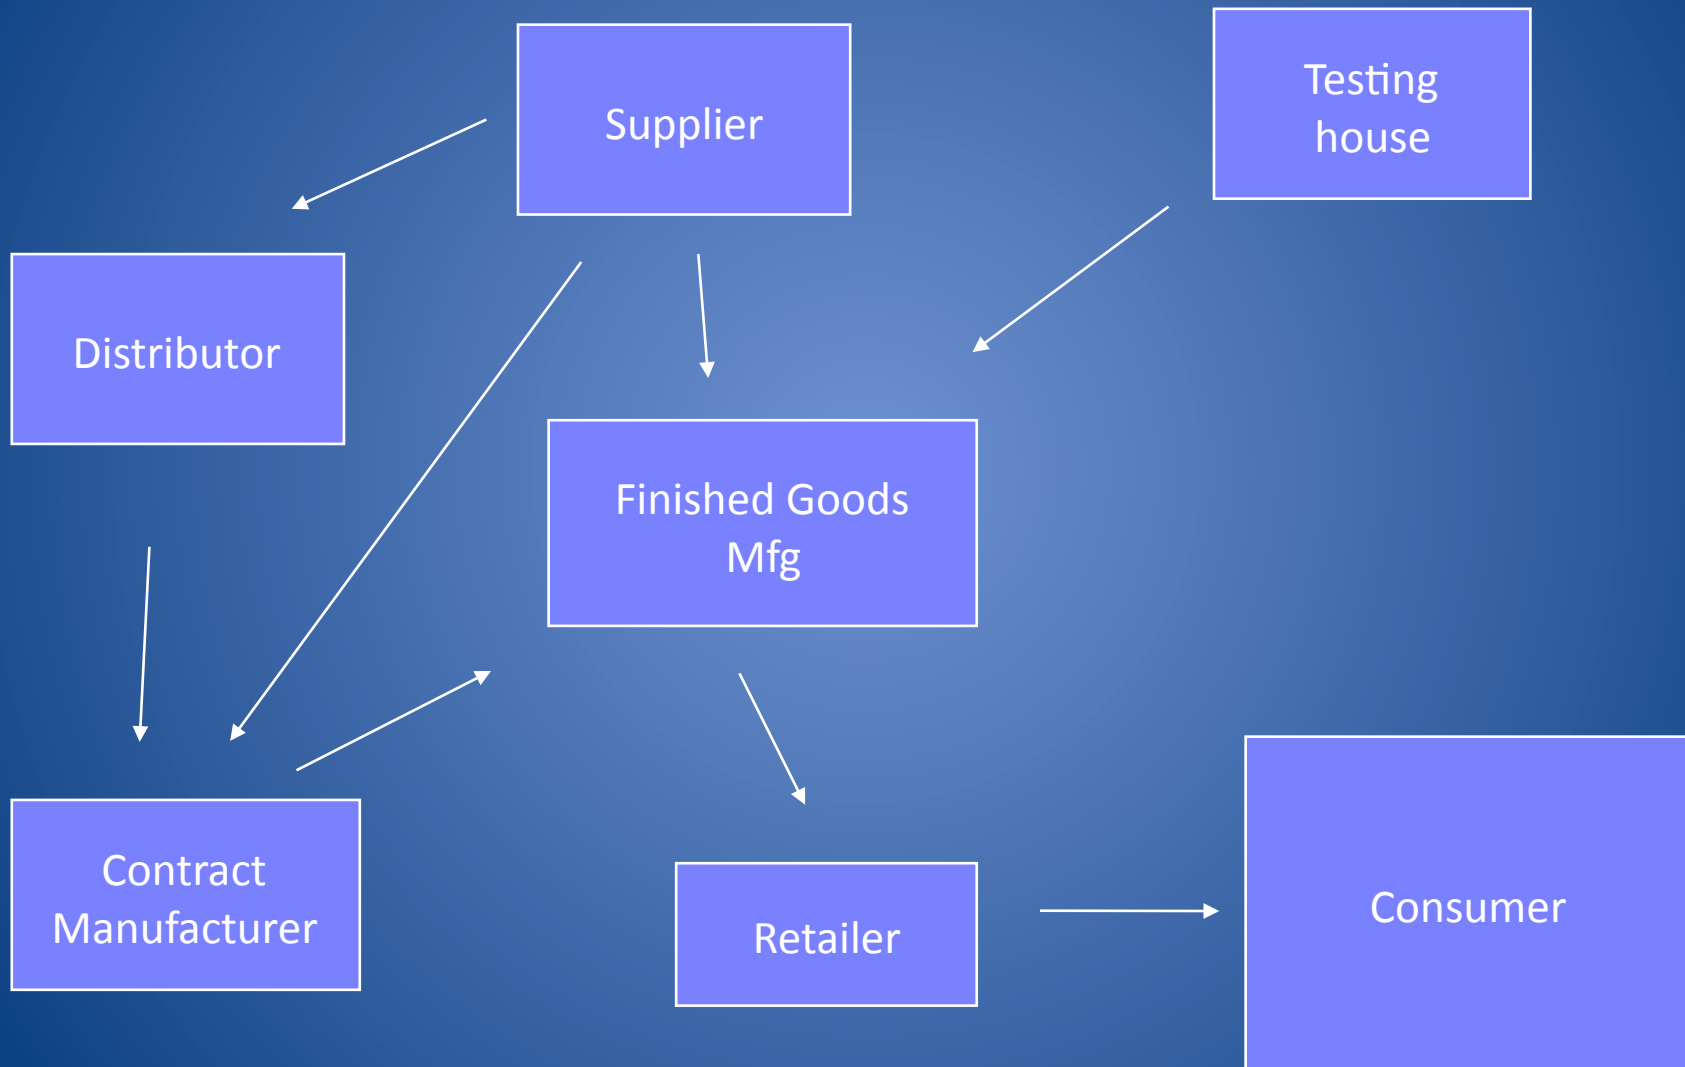 Supplier
Testing
house
Distributor
Finished Goods
Mfg
Contract
Manufacturer
Retailer
Consumer